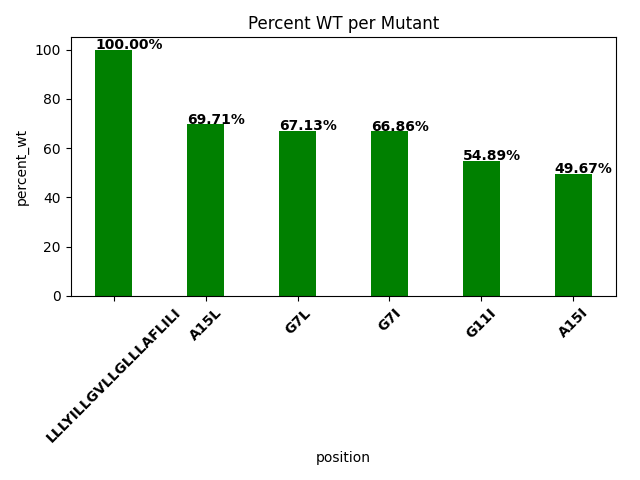 Percent WT per Mutant
percent_wt
100
80
60
40
20
0
100.00%
69.71%
67.13%
66.86%
54.89%
49.67%
LLLYILLGVLLGLLLAFLILI
A15L
G7L
G7I
G11I
A15I
position